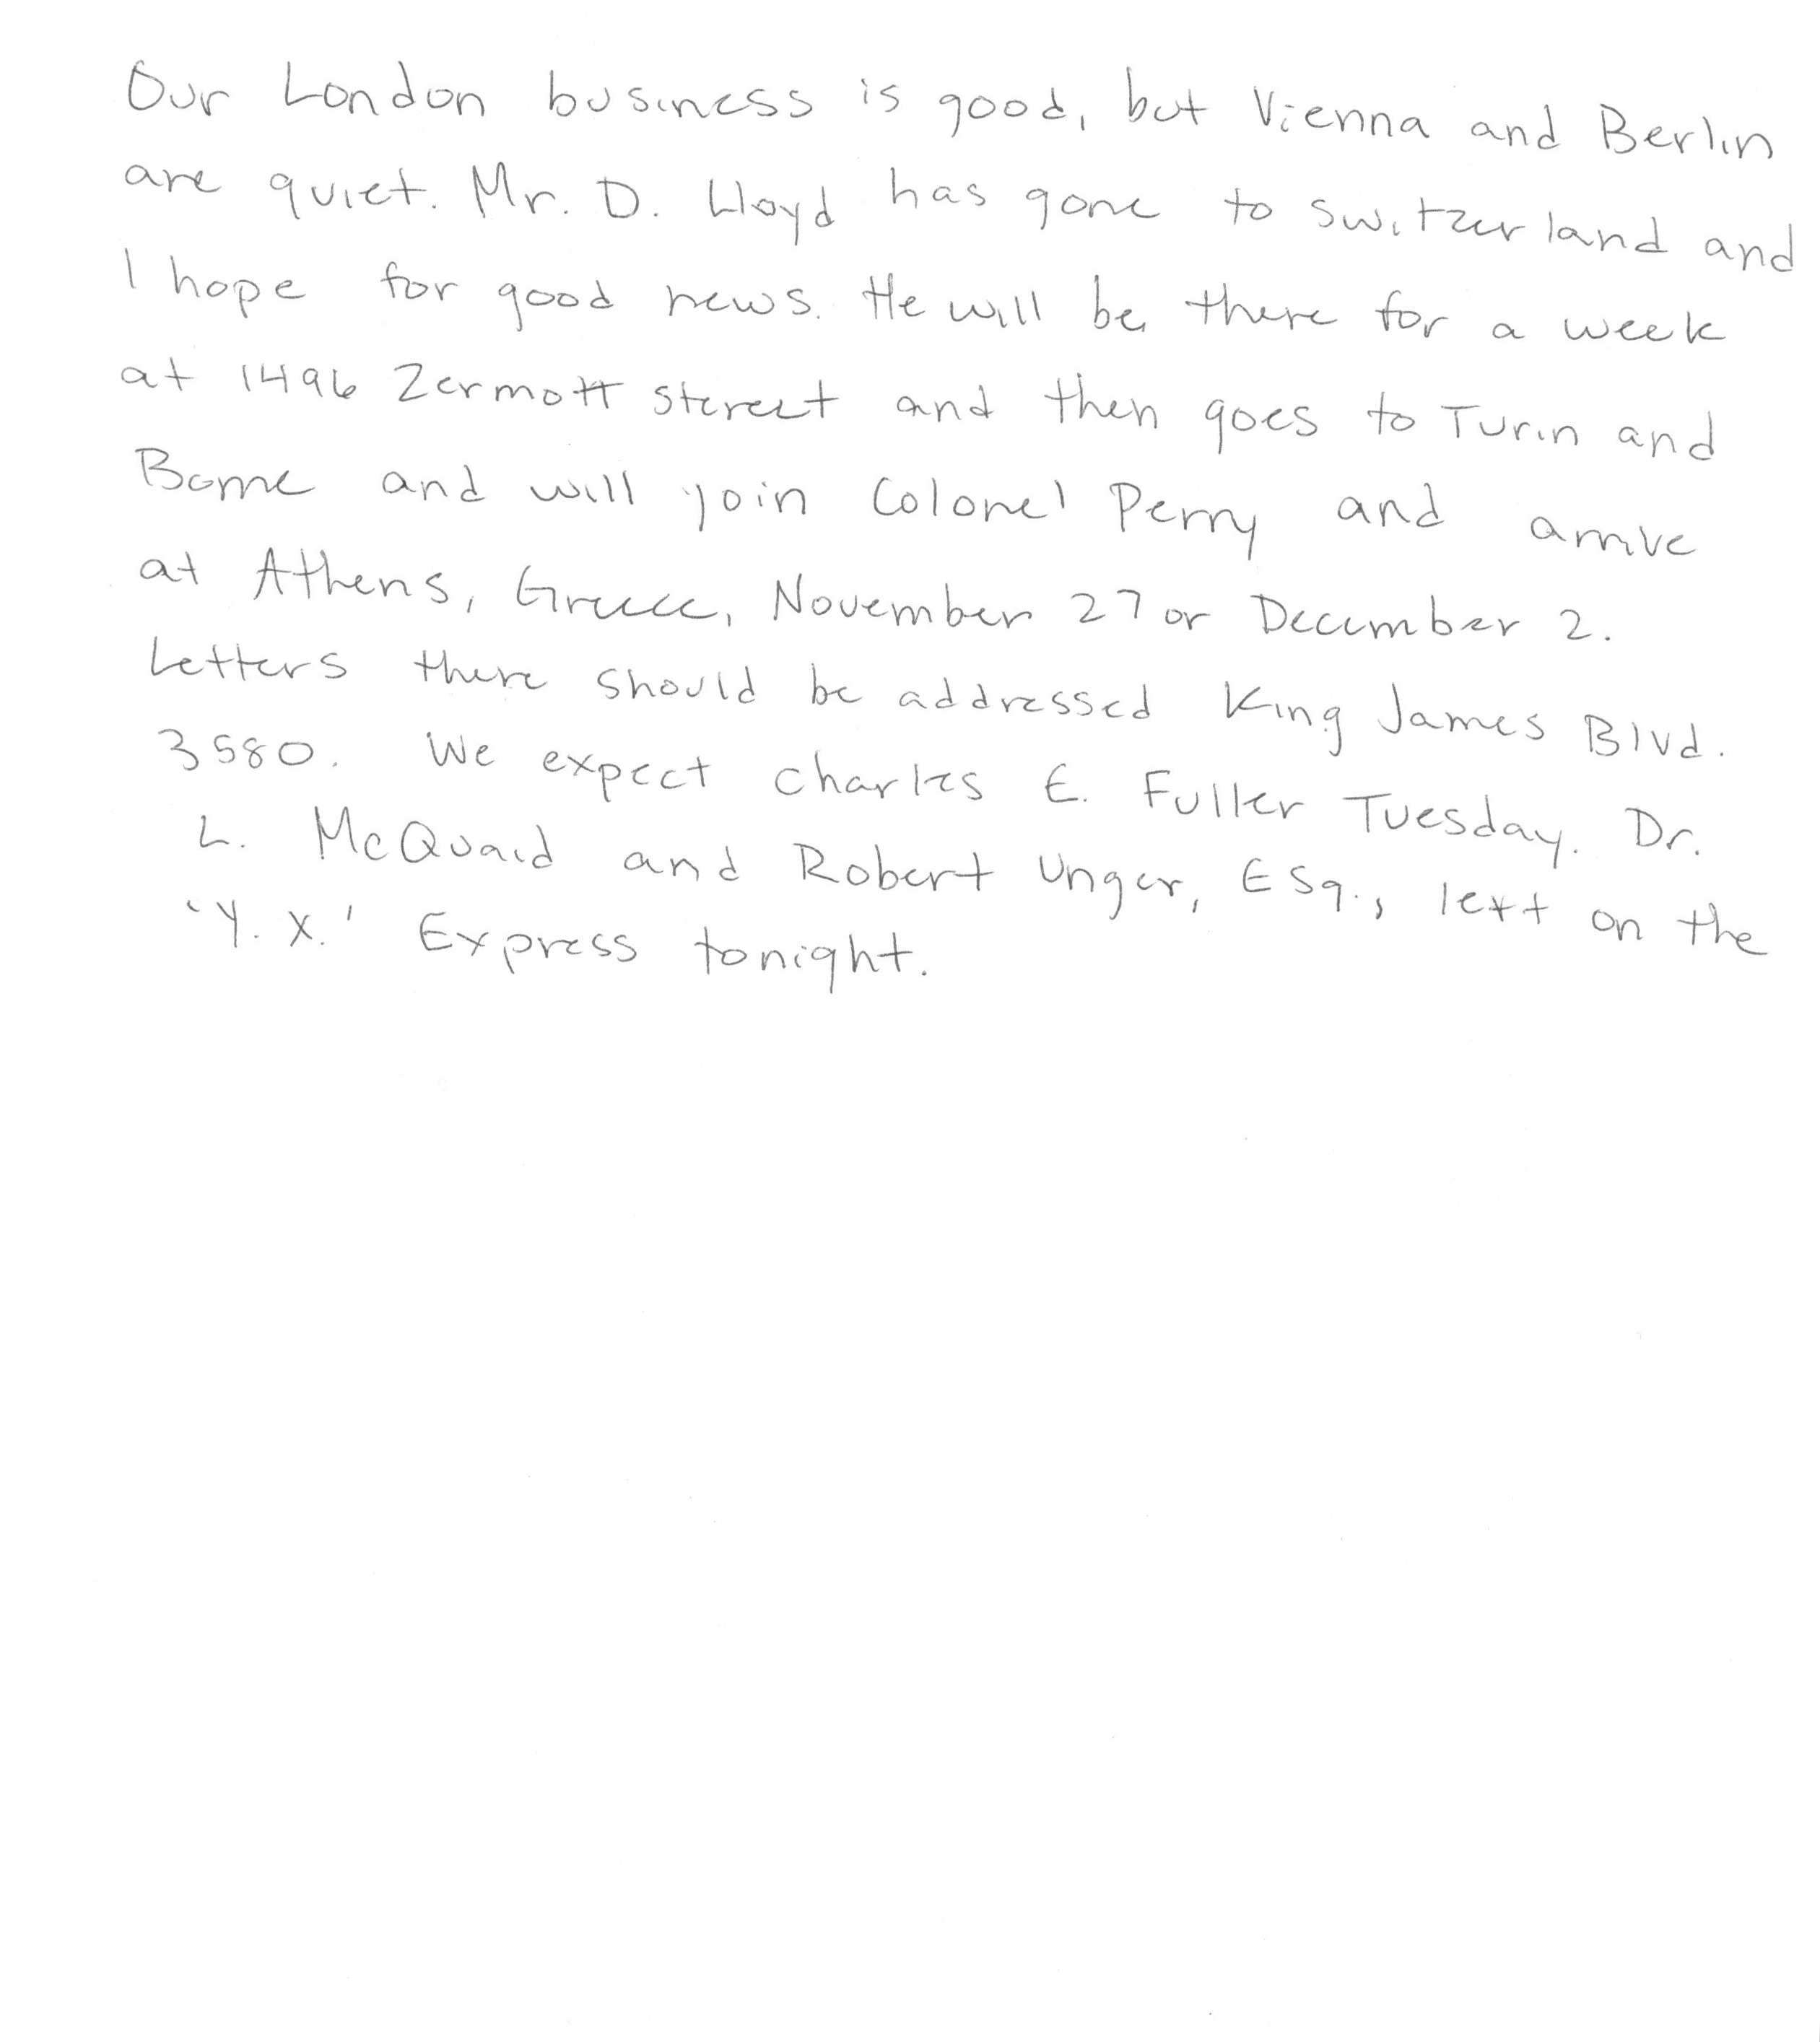 Our London business is good, but Vienna and Berlin
are quiet. Mr. D. Lloyd has gone to Switzerland and
I hope for good news. He will be there for a week
at 1496 Zermott Stereet and then goes to Turin and
Bome and will join Colonel Perry and arrive
at Athens, Greece, November 27 or December 2.
Letters there should be addressed King James Blvd.
3580. We expect Charles E. Fuller Tuesday. Dr.
L. McQuaid and Robert Unger, Esq., left on the
"Y. X." Express tonight.